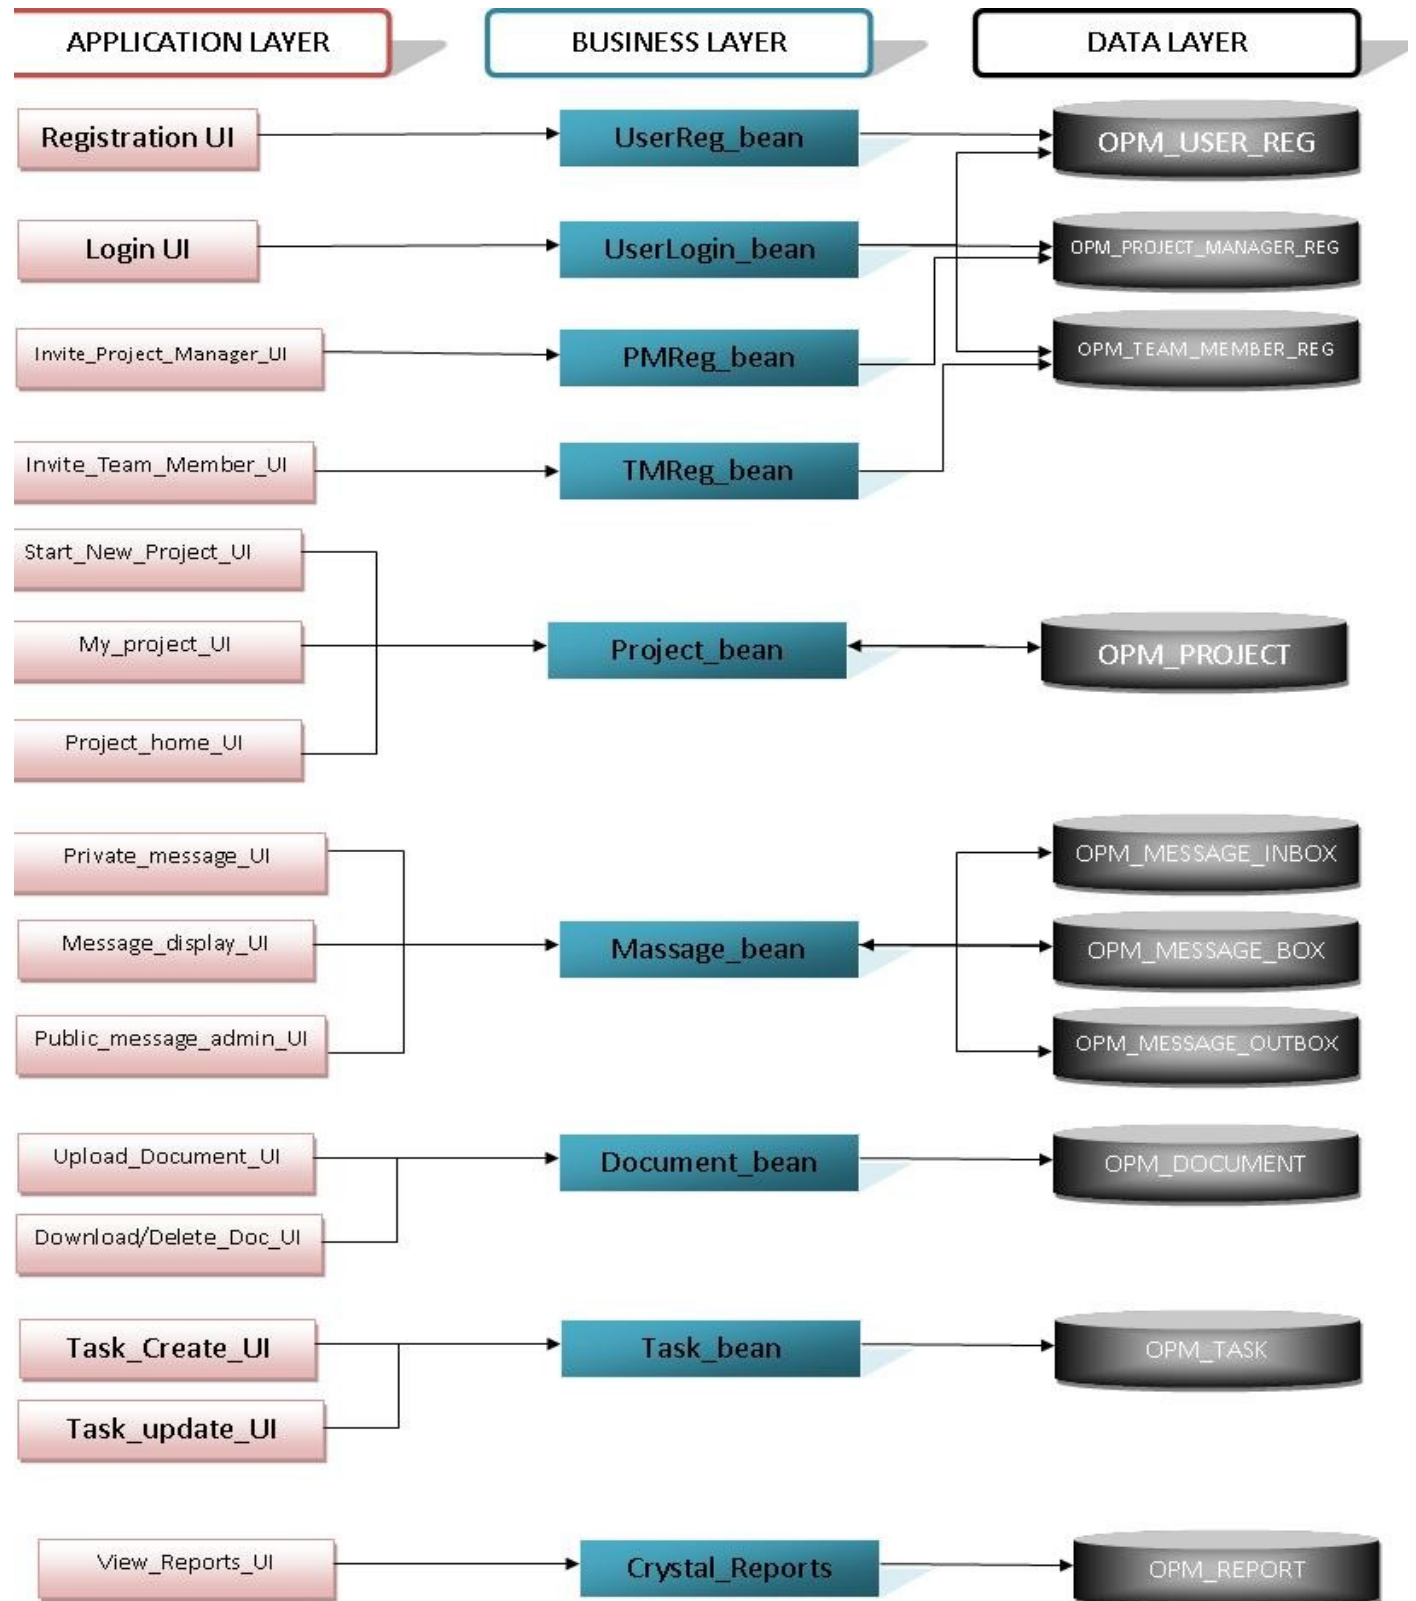 APPLICATION LAYER
BUSINESS LAYER
DATA LAYER
Registration UI
UserReg_bean
OPM_USER_REG
Login UI
UserLogin_bean
OPM_PROJECT_MANAGER_REG
Invite_Project_Manager_UI
PMReg_bean
OPM_TEAM_MEMBER_REG
Invite_Team_Member_UI
TMReg_bean
Start_New_Project_UI
My_project_UI
Project_bean
OPM_PROJECT
Project_home_UI
Private_message_UI
OPM_MESSAGE_INBOX
Message_display_UI
Massage_bean
OPM_MESSAGE_BOX
Public_message_admin_UI
OPM_MESSAGE_OUTBOX
Upload_Document_UI
Document_bean
OPM_DOCUMENT
Download/Delete_Doc_UI
Task_Create_UI
Task_bean
OPM_TASK
Task_update_UI
View_Reports_UI
Crystal_Reports
OPM_REPORT